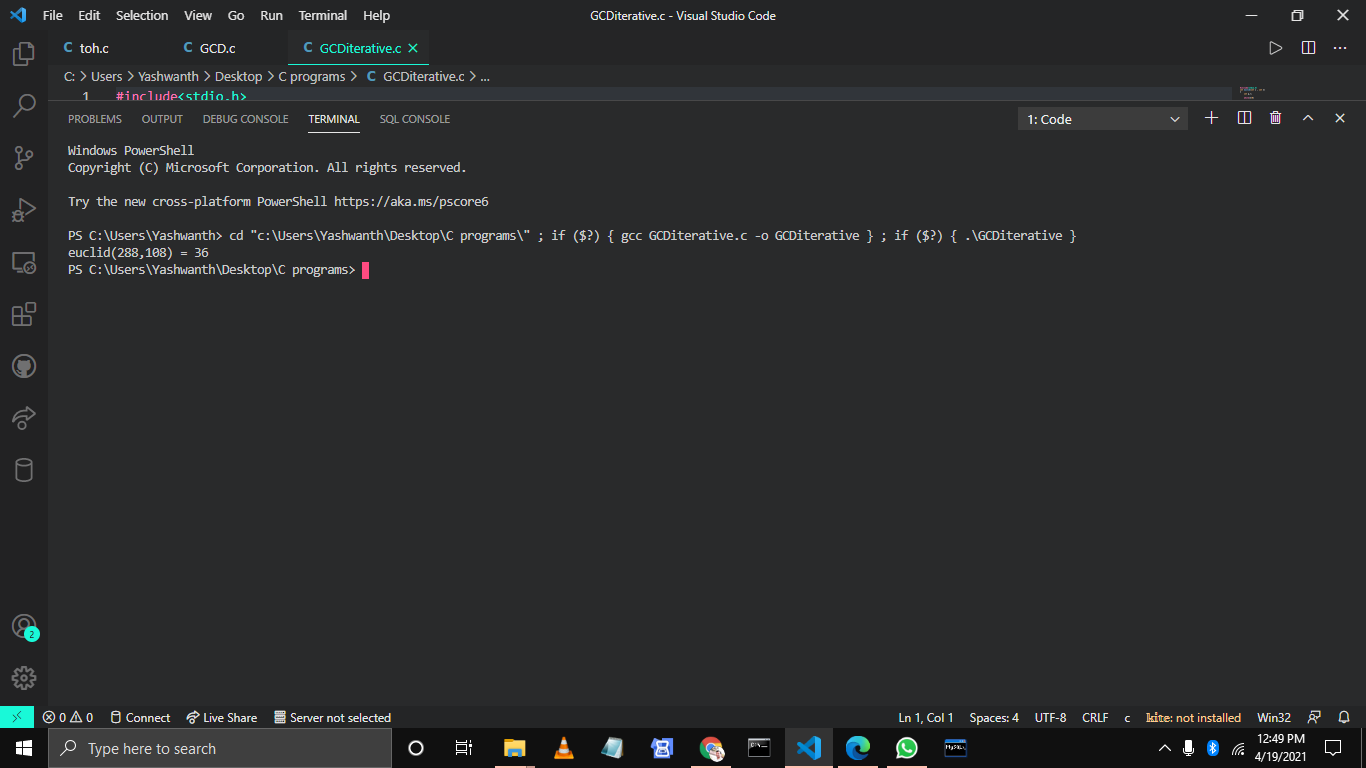 File Edit Selection View Go Run Terminal Help GCDiterative.c - Visual Studio Code
C toh.c C GCD.c C GCDiterative.c
C: > Users > Yashwanth > Desktop > C programs > C GCDiterative.c > ...
1 #include<stdio.h>
PROBLEMS OUTPUT DEBUG CONSOLE TERMINAL SQL CONSOLE 1: Code
Windows PowerShell
Copyright (C) Microsoft Corporation. All rights reserved.
Try the new cross-platform PowerShell https://aka.ms/pscore6
PS C:\Users\Yashwanth> cd "c:\Users\Yashwanth\Desktop\C programs\" ; if ($?) { gcc GCDiterative.c -o GCDiterative } ; if ($?) { .\GCDiterative }
euclid(288,108) = 36
PS C:\Users\Yashwanth\Desktop\C programs>
2
0 0 Connect Live Share Server not selected Ln 1, Col 1 Spaces: 4 UTF-8 CRLF c kite: not installed Win32
Type here to search
12:49 PM
4/19/2021